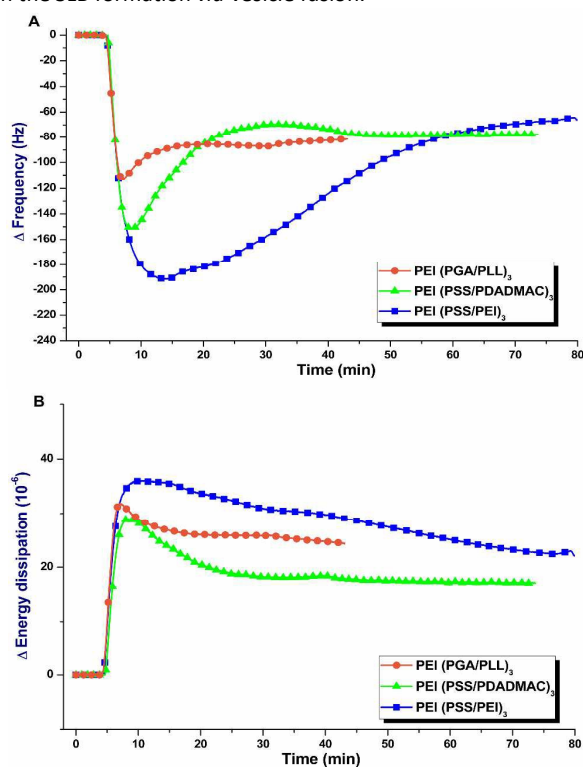 A
0
-20
-40
-60
-80
-100
-120
-140
-160
-180
-200
-220
-240
Δ Frequency (Hz)
PEI (PGA/PLL)₃
PEI (PSS/PDADMAC)₃
PEI (PSS/PEI)₃
0 10 20 30 40 50 60 70 80
Time (min)
B
40
20
0
Δ Energy dissipation (10⁻⁶)
PEI (PGA/PLL)₃
PEI (PSS/PDADMAC)₃
PEI (PSS/PEI)₃
0 10 20 30 40 50 60 70 80
Time (min)